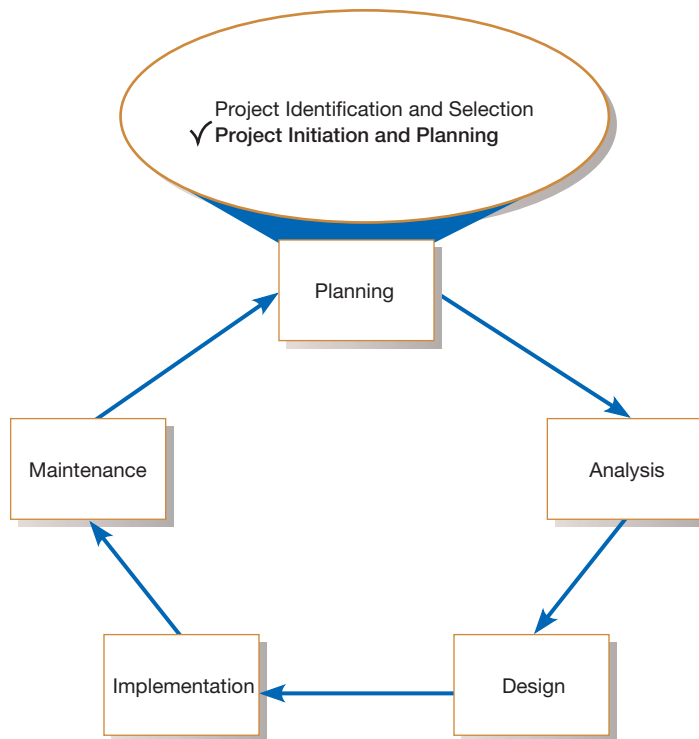 Project Identification and Selection
✓Project Initiation and Planning
Planning
Maintenance
Analysis
Implementation
Design